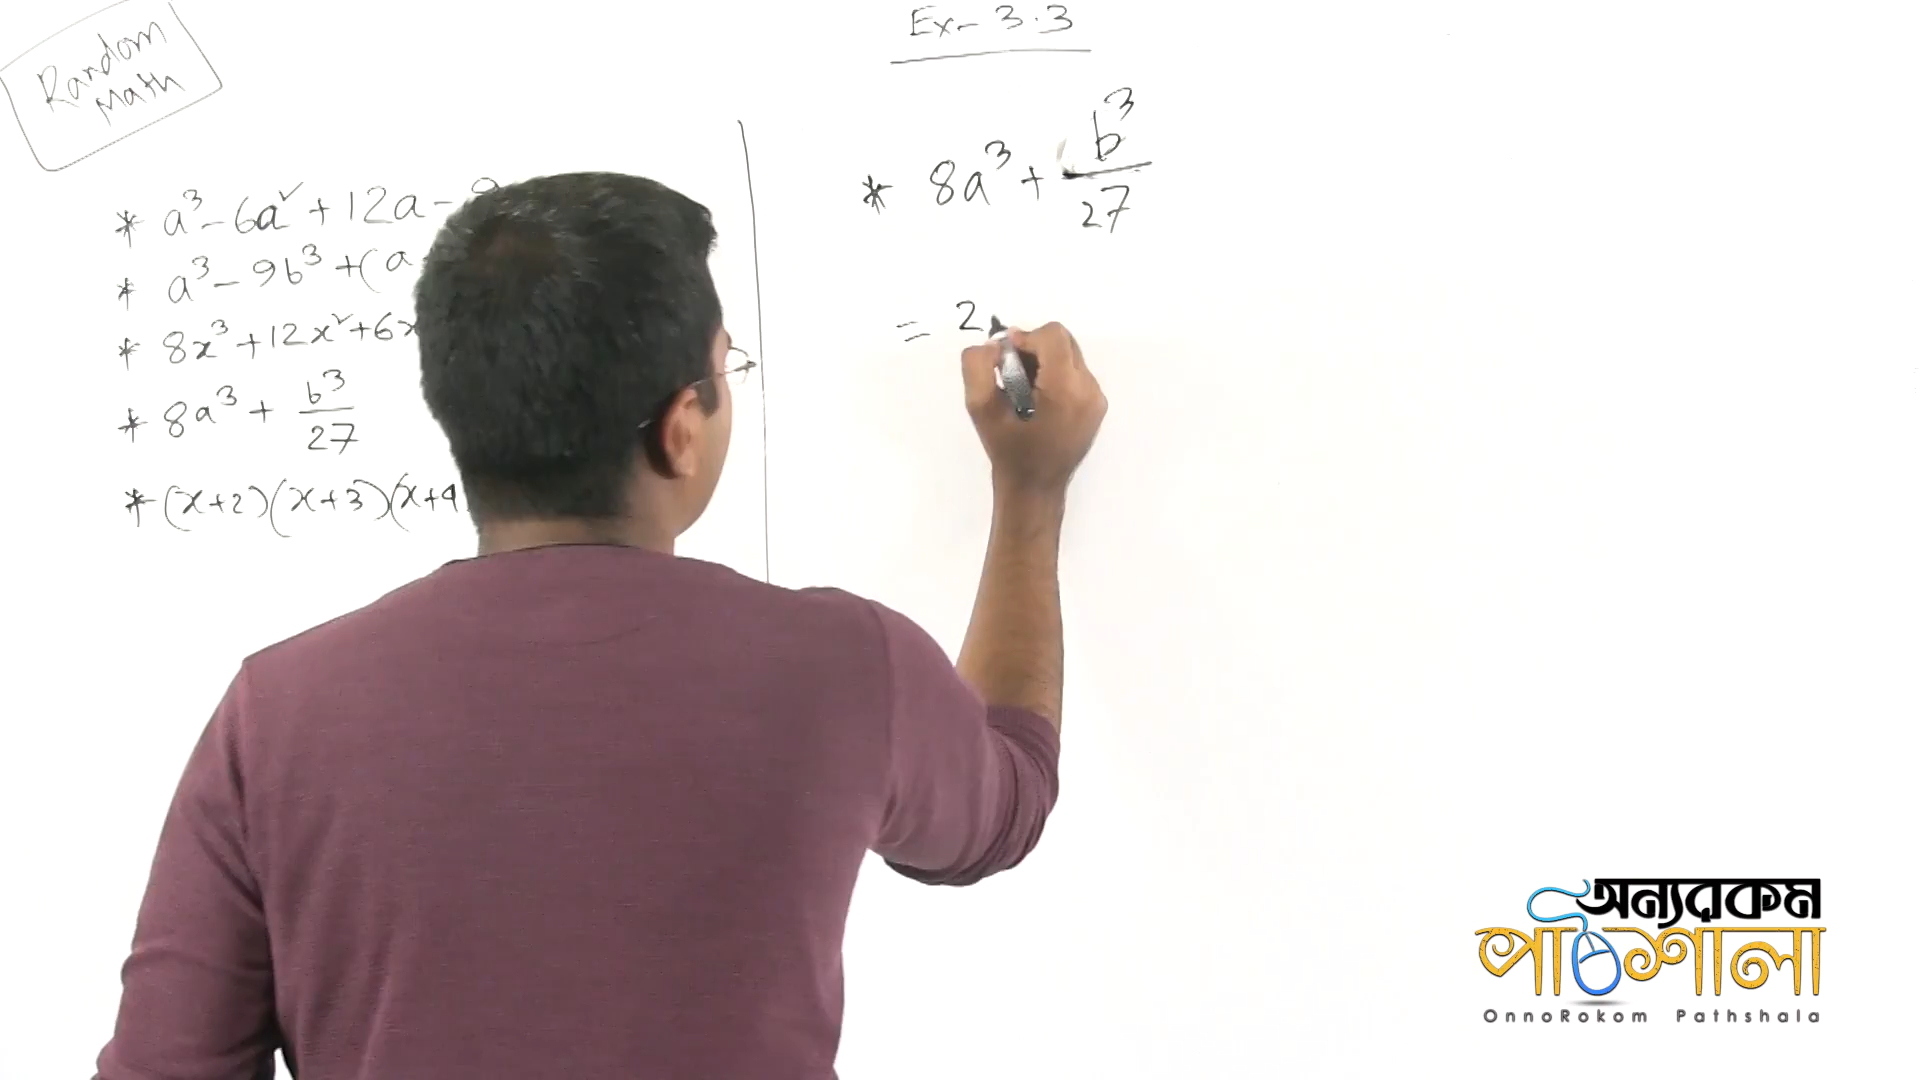 Random
Math
* a³ - 6a² + 12a -
* a³ - 9b³ + (a
* 8x³ + 12x² + 6x
* 8a³ + b³/27
* (x+2)(x+3)(x+4
Ex- 3.3
* 8a³ + b³/27
= 2
অন্যরকম
পাঠশালা
OnnoRokom Pathshala